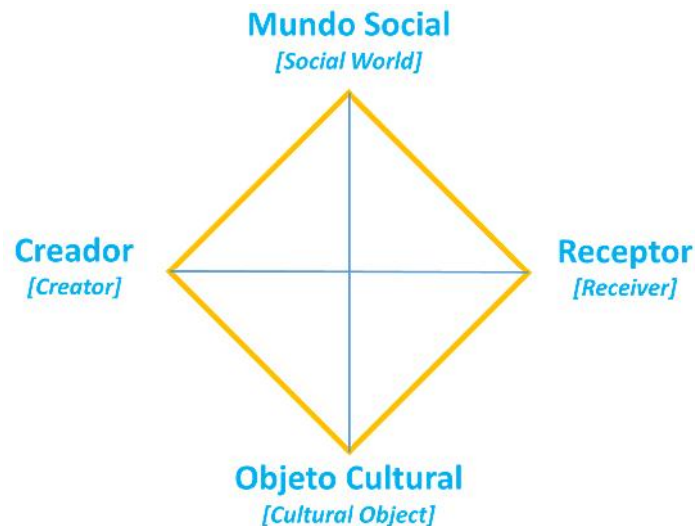 Mundo Social
[Social World]
Creador
[Creator]
Receptor
[Receiver]
Objeto Cultural
[Cultural Object]